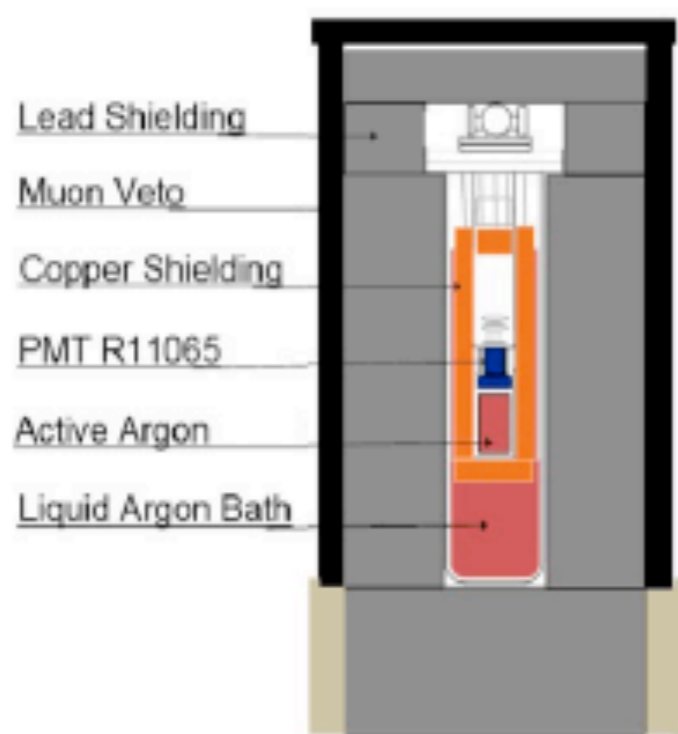 Lead Shielding
Muon Veto
Copper Shielding
PMT R11065
Active Argon
Liquid Argon Bath